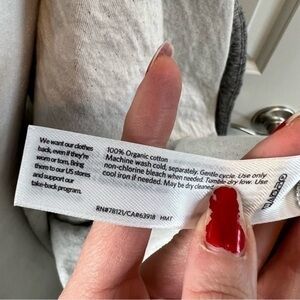 We want our clothes
back, even if they're
worn or torn. Bring
them to our US stores
and support our
take-back program.
100% Organic cotton
Machine wash cold, separately. Gentle cycle. Use only
non-chlorine bleach when needed. Tumble dry low. Use
cool iron if needed. May be dry cleaned
RN#78121/CA#63918 HMT